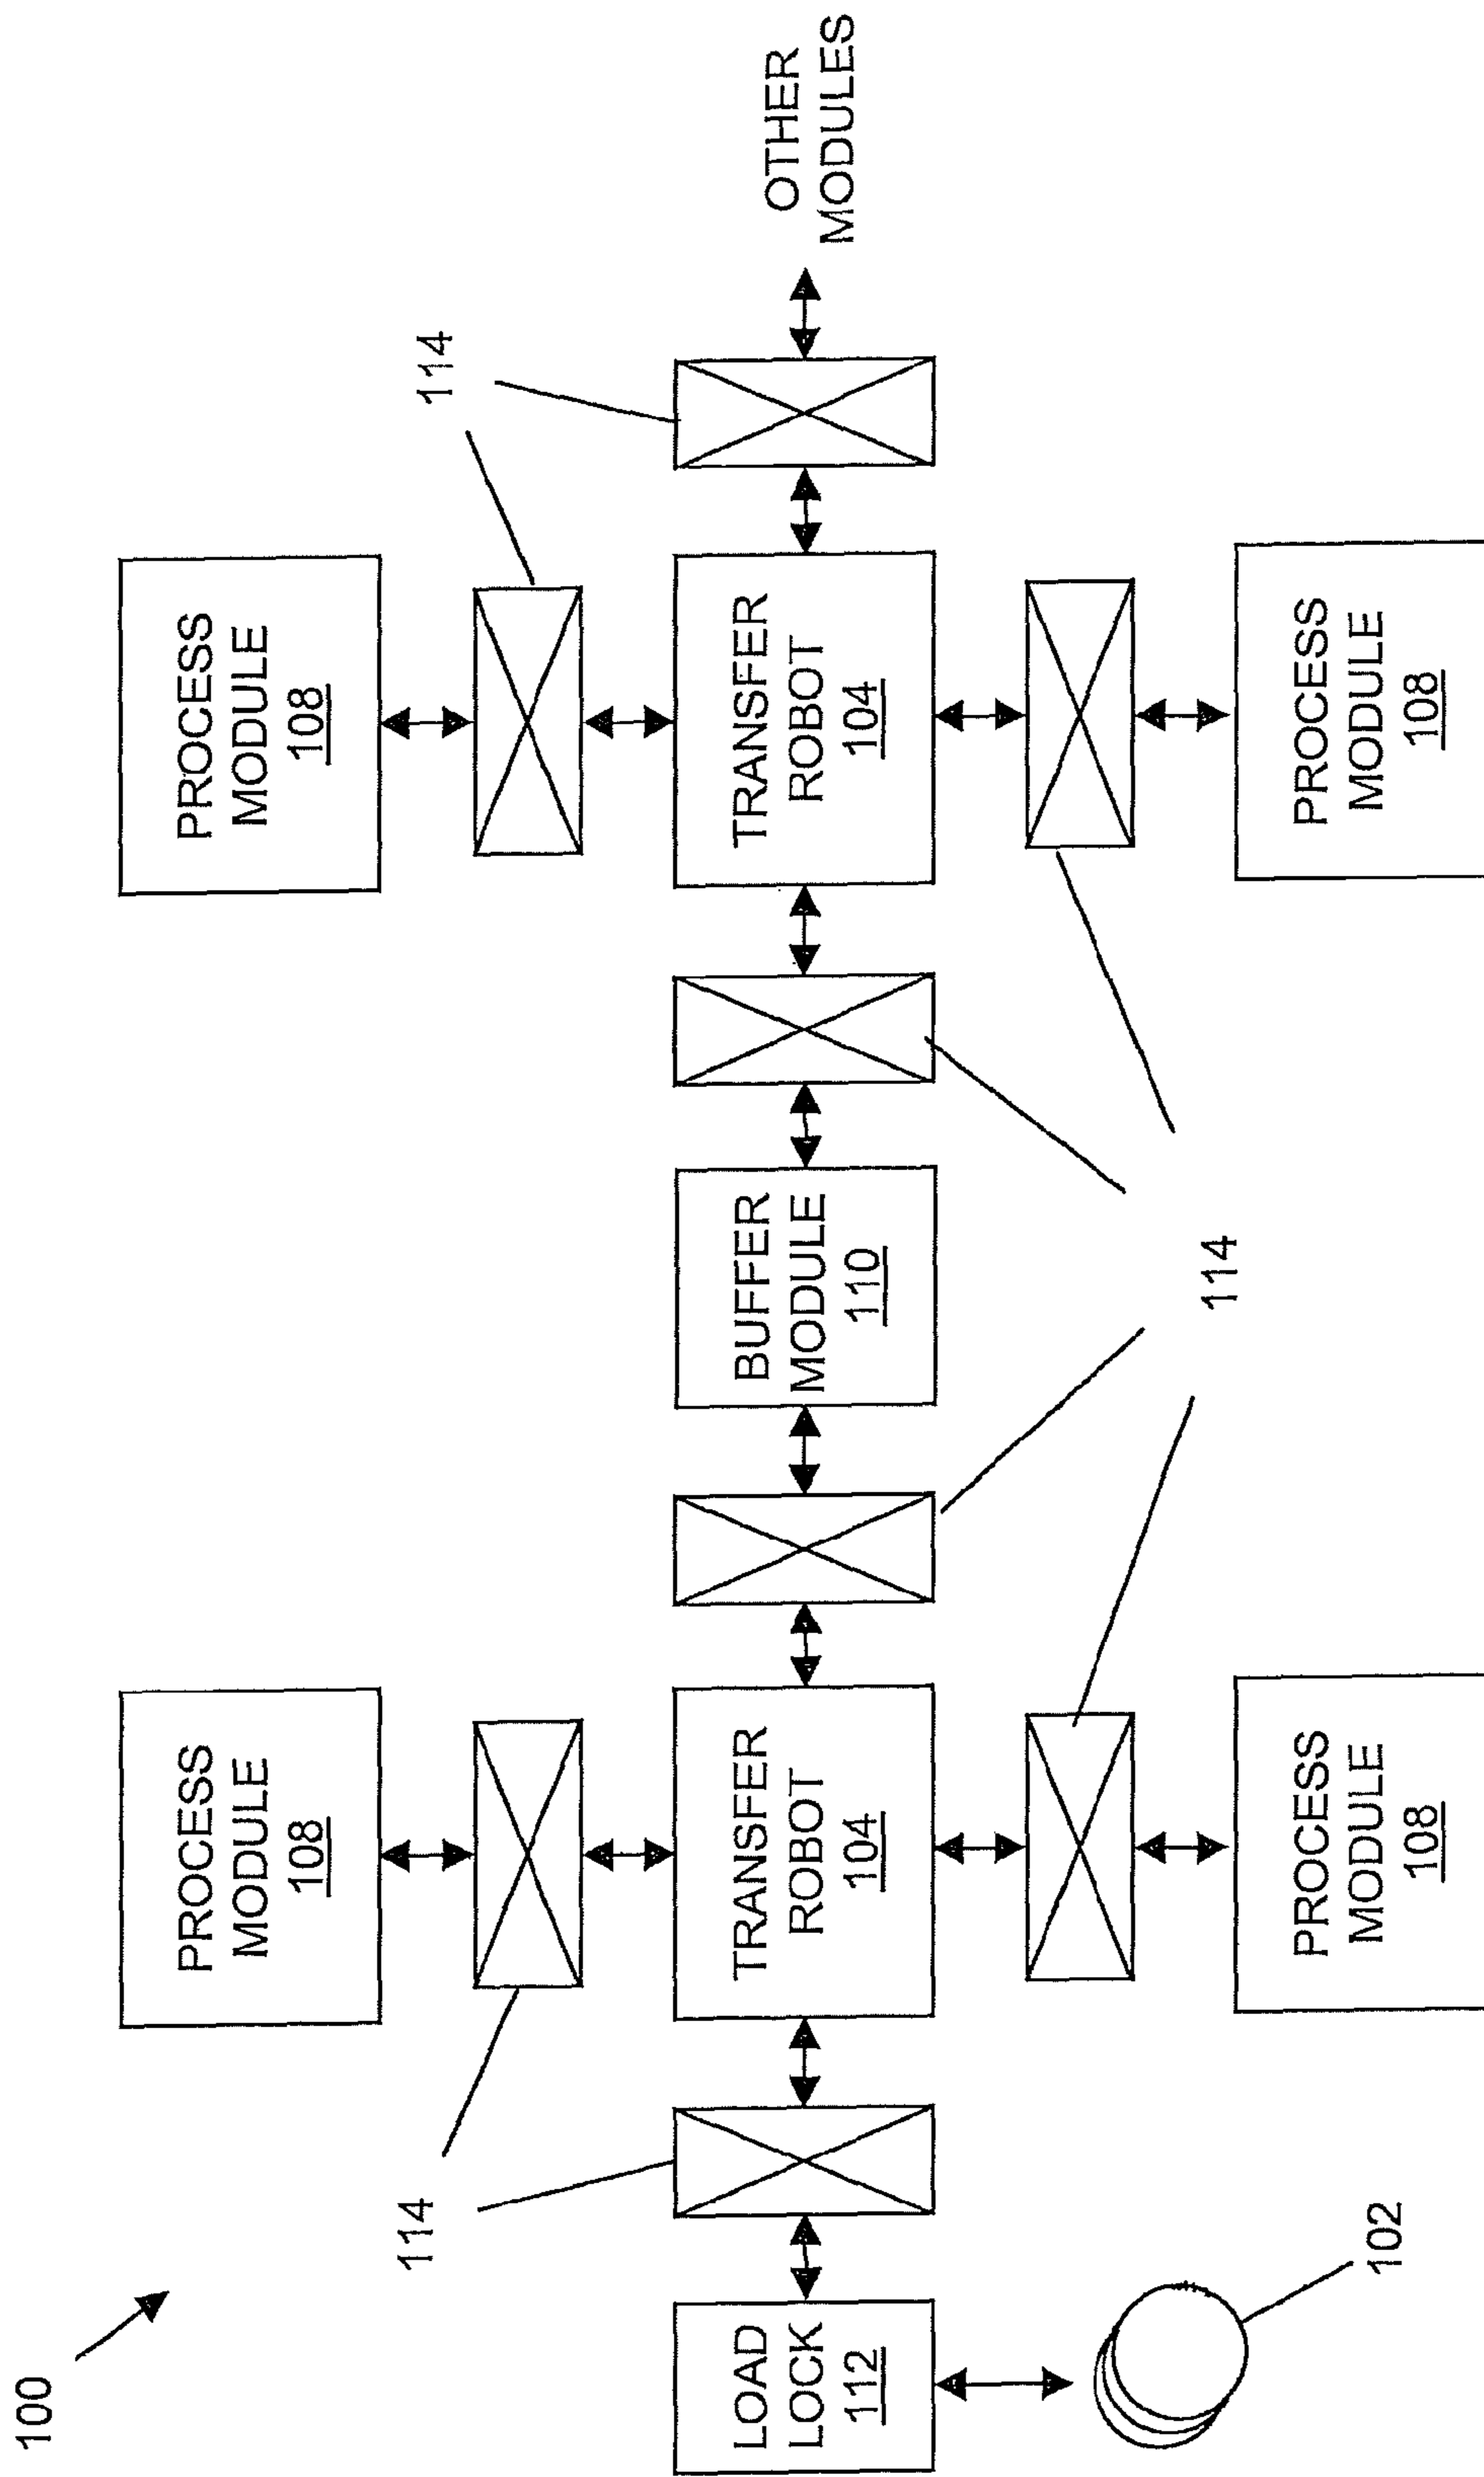 100
PROCESS
MODULE
108
PROCESS
MODULE
108
114
114
LOAD
LOCK
112
TRANSFER
ROBOT
104
BUFFER
MODULE
110
TRANSFER
ROBOT
104
OTHER
MODULES
102
114
PROCESS
MODULE
108
PROCESS
MODULE
108